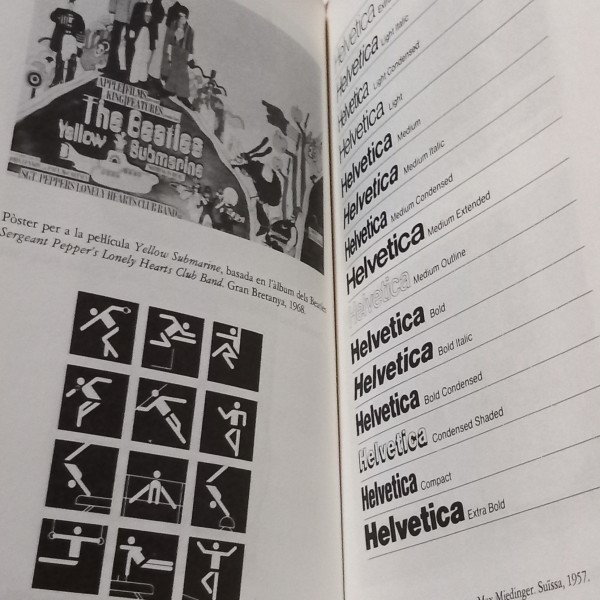 APPLE FILMS
KING FEATURES
The Beatles
Yellow
Submarine
SGT. PEPPER'S LONELY HEARTS CLUB BAND
Pòster per a la pel·lícula Yellow Submarine, basada en l'àlbum dels Beatles
Sergeant Pepper's Lonely Hearts Club Band. Gran Bretanya, 1968.
Helvetica
Helvetica Light Italic
Helvetica Light Condensed
Helvetica Light
Helvetica Medium
Helvetica Medium Italic
Helvetica Medium Condensed
Helvetica Medium Extended
Helvetica Medium Outline
Helvetica Bold
Helvetica Bold Italic
Helvetica Bold Condensed
Helvetica Condensed Shaded
Helvetica Compact
Helvetica Extra Bold
Miedinger. Suïssa, 1957.